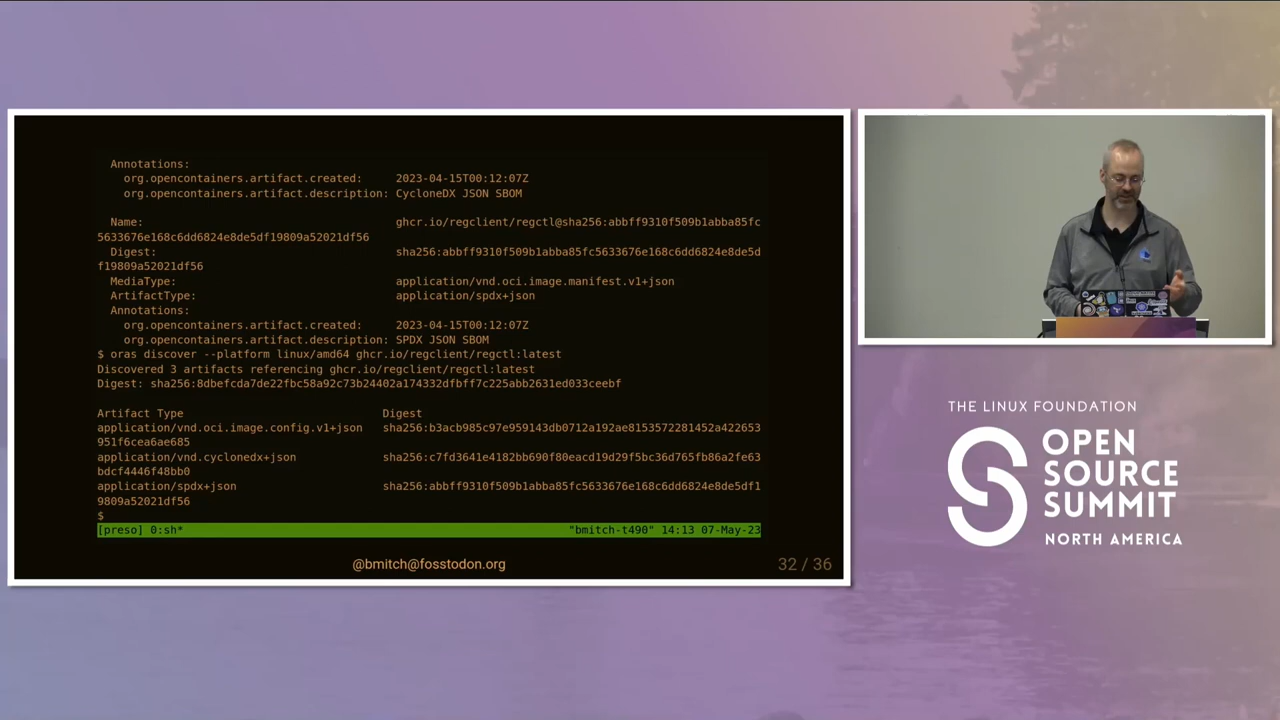 Annotations:
org.opencontainers.artifact.created: 2023-04-15T00:12:07Z
org.opencontainers.artifact.description: CycloneDX JSON SBOM
Name: ghcr.io/regclient/regctl@sha256:abbff9310f509b1abba85fc
5633676e168c6dd6824e8de5df19809a52021df56
Digest: sha256:abbff9310f509b1abba85fc5633676e168c6dd6824e8de5d
f19809a52021df56
MediaType: application/vnd.oci.image.manifest.v1+json
ArtifactType: application/spdx+json
Annotations:
org.opencontainers.artifact.created: 2023-04-15T00:12:07Z
org.opencontainers.artifact.description: SPDX JSON SBOM
$ oras discover --platform linux/amd64 ghcr.io/regclient/regctl:latest
Discovered 3 artifacts referencing ghcr.io/regclient/regctl:latest
Digest: sha256:8dbefcda7de22fbc58a92c73b24402a174332dfbff7c225abb2631ed033ceebf
Artifact Type Digest
application/vnd.oci.image.config.v1+json sha256:b3acb985c97e959143db0712a192ae8153572281452a422653
951f6cea6ae685
application/vnd.cyclonedx+json sha256:c7fd3641e4182bb690f80eacd19d29f5bc36d765fb86a2fe63
bdcf4446f48bb0
application/spdx+json sha256:abbff9310f509b1abba85fc5633676e168c6dd6824e8de5df1
9809a52021df56
$
[preso] 0:sh* "bmitch-t490" 14:13 07-May-23
@bmitch@fosstodon.org
32 / 36
THE LINUX FOUNDATION
OPEN
SOURCE
SUMMIT
NORTH AMERICA